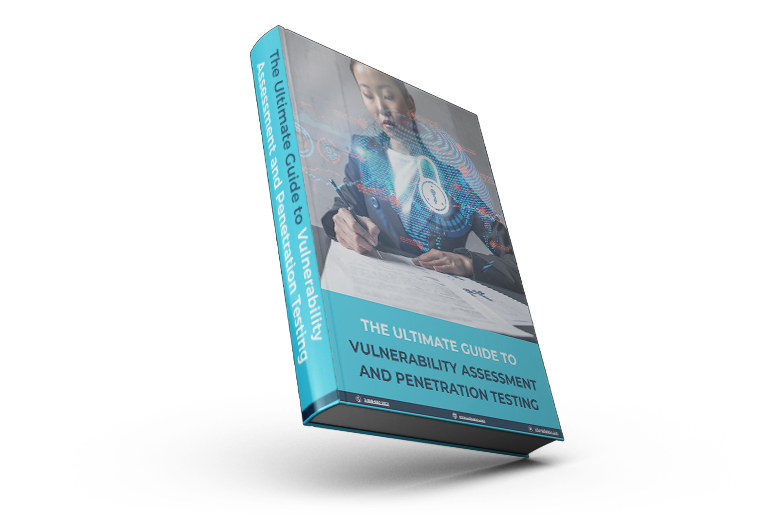 The Ultimate Guide to Vulnerability
Assessment and Penetration Testing
THE ULTIMATE GUIDE TO
VULNERABILITY ASSESSMENT
AND PENETRATION TESTING